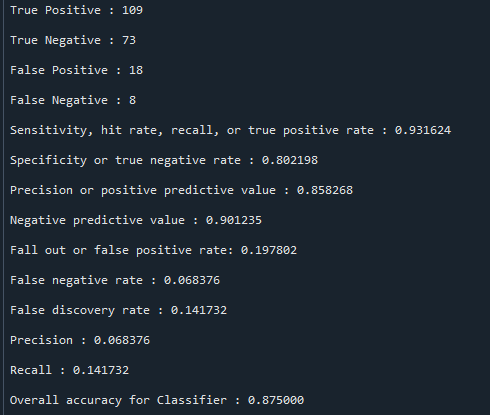 True Positive : 109
True Negative : 73
False Positive : 18
False Negative : 8
Sensitivity, hit rate, recall, or true positive rate : 0.931624
Specificity or true negative rate : 0.802198
Precision or positive predictive value : 0.858268
Negative predictive value : 0.901235
Fall out or false positive rate: 0.197802
False negative rate : 0.068376
False discovery rate : 0.141732
Precision : 0.068376
Recall : 0.141732
Overall accuracy for Classifier : 0.875000